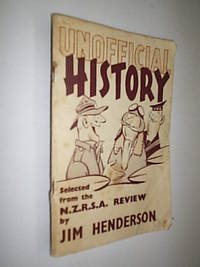 UNOFFICIAL
HISTORY
Selected
from the
N.Z.R.S.A. REVIEW
by
JIM HENDERSON